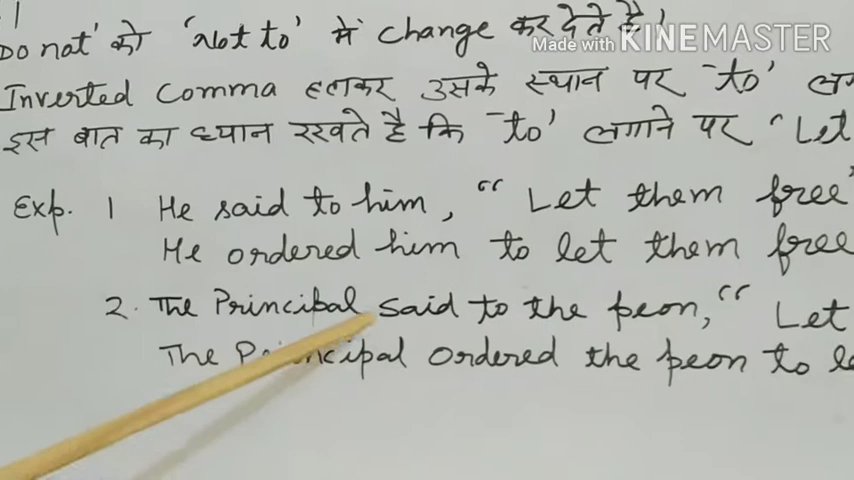 Do not' को 'not to' में change कर देते है।
Made with KINEMASTER
Inverted Comma हटाकर उसके स्थान पर 'to'
इस बात का ध्यान रखते है कि 'to' लगाने पर "Let
Exp. 1 He said to him, "Let them free"
He ordered him to let them free
2. The Principal said to the peon, "Let
The Principal ordered the peon to